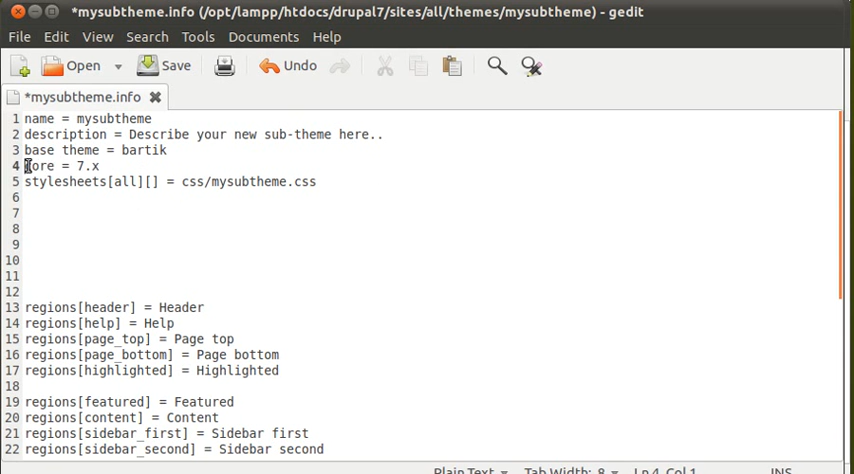 *mysubtheme.info (/opt/lampp/htdocs/drupal7/sites/all/themes/mysubtheme) - gedit
File Edit View Search Tools Documents Help
Open Save Undo
*mysubtheme.info
1 name = mysubtheme
2 description = Describe your new sub-theme here..
3 base theme = bartik
4 core = 7.x
5 stylesheets[all][] = css/mysubtheme.css
6
7
8
9
10
11
12
13 regions[header] = Header
14 regions[help] = Help
15 regions[page_top] = Page top
16 regions[page_bottom] = Page bottom
17 regions[highlighted] = Highlighted
18
19 regions[featured] = Featured
20 regions[content] = Content
21 regions[sidebar_first] = Sidebar first
22 regions[sidebar_second] = Sidebar second
Plain Text Tab Width: 8 Ln 4, Col 1 INS